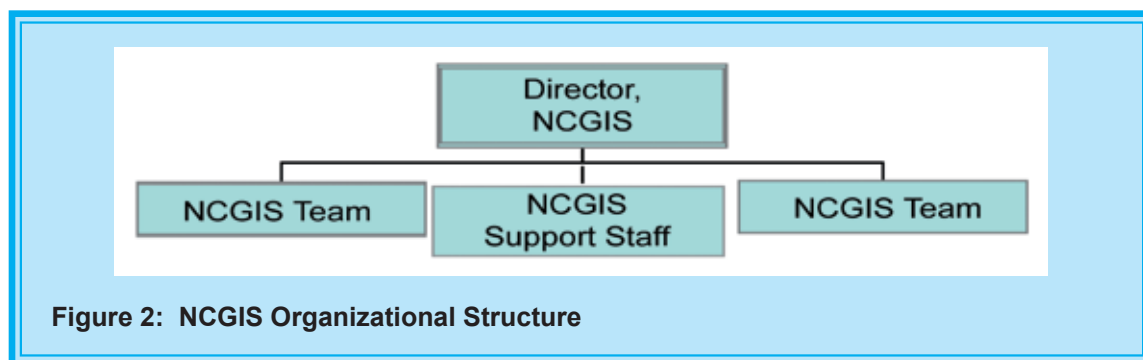 Director,
NCGIS
NCGIS Team
NCGIS
Support Staff
NCGIS Team
Figure 2:  NCGIS Organizational Structure